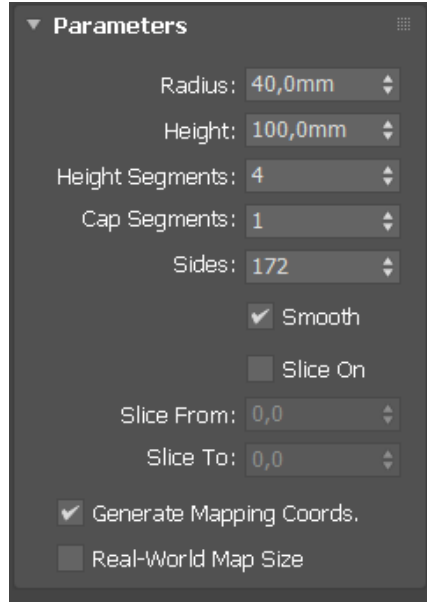 Parameters
Radius: 40,0mm
Height: 100,0mm
Height Segments: 4
Cap Segments: 1
Sides: 172
Smooth
Slice On
Slice From: 0,0
Slice To: 0,0
Generate Mapping Coords.
Real-World Map Size